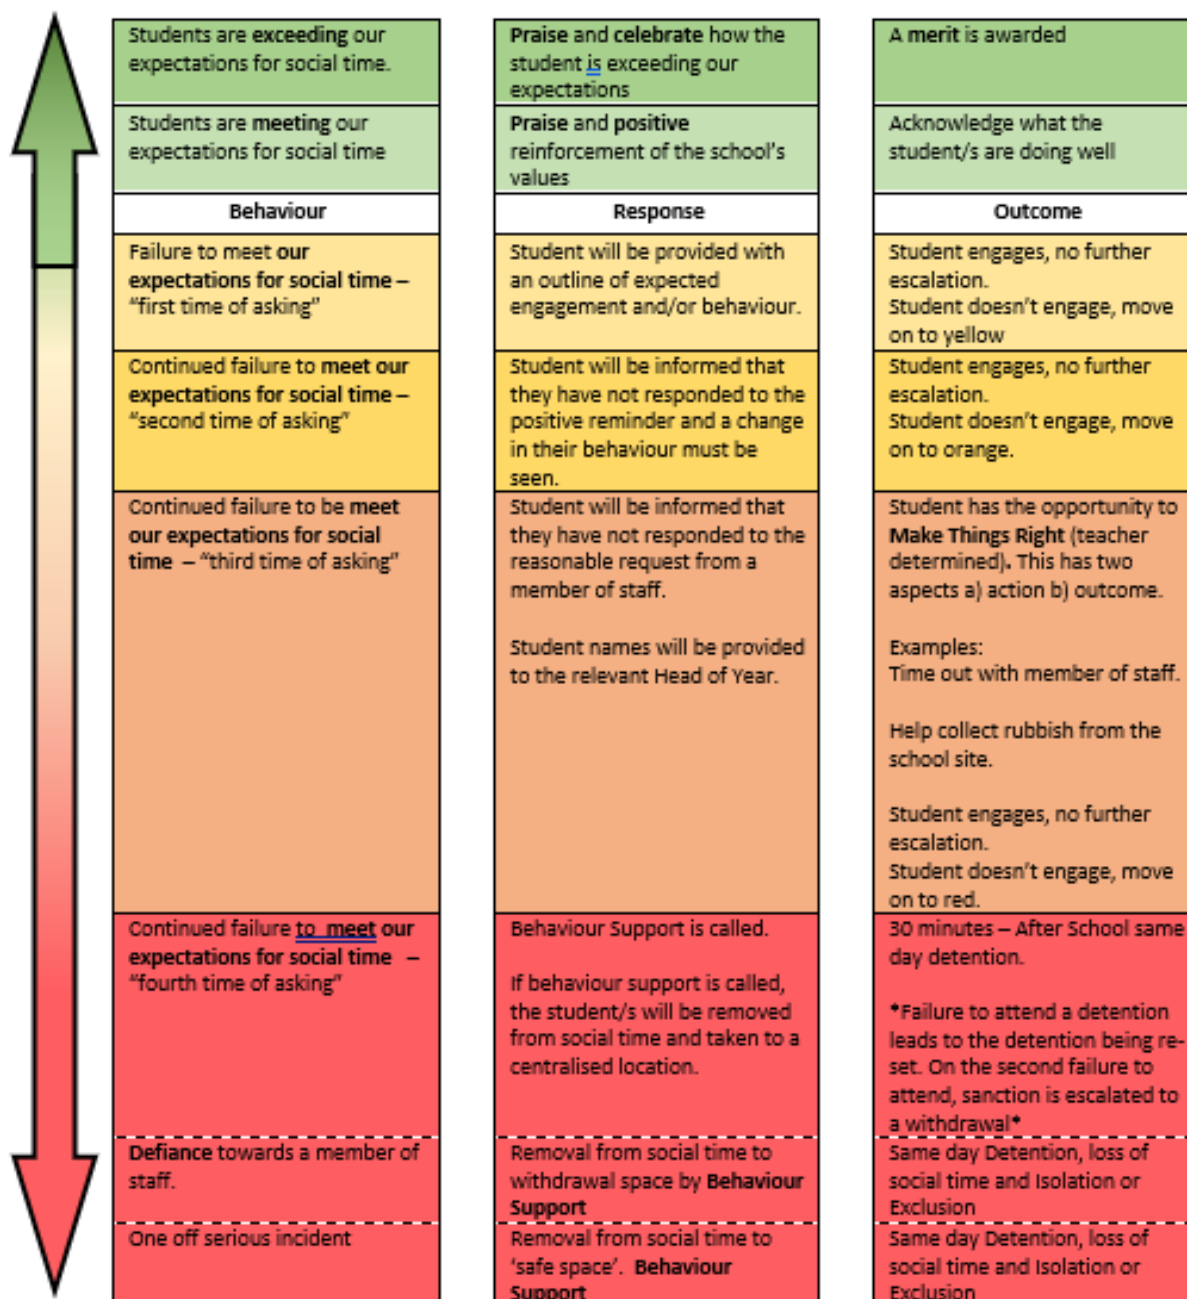 Students are exceeding our
expectations for social time.
Praise and celebrate how the
student is exceeding our
expectations
A merit is awarded
Students are meeting our
expectations for social time
Praise and positive
reinforcement of the school's
values
Acknowledge what the
student/s are doing well
Behaviour
Response
Outcome
Failure to meet our
expectations for social time –
“first time of asking”
Student will be provided with
an outline of expected
engagement and/or behaviour.
Student engages, no further
escalation.
Student doesn't engage, move
on to yellow
Continued failure to meet our
expectations for social time –
“second time of asking”
Student will be informed that
they have not responded to the
positive reminder and a change
in their behaviour must be
seen.
Student engages, no further
escalation.
Student doesn't engage, move
on to orange.
Continued failure to be meet
our expectations for social
time – “third time of asking”
Student will be informed that
they have not responded to the
reasonable request from a
member of staff.
Student names will be provided
to the relevant Head of Year.
Student has the opportunity to
Make Things Right (teacher
determined). This has two
aspects a) action b) outcome.
Examples:
Time out with member of staff.
Help collect rubbish from the
school site.
Student engages, no further
escalation.
Student doesn't engage, move
on to red.
Continued failure to meet our
expectations for social time –
“fourth time of asking”
Behaviour Support is called.
If behaviour support is called,
the student/s will be removed
from social time and taken to a
centralised location.
30 minutes – After School same
day detention.
*Failure to attend a detention
leads to the detention being re-
set. On the second failure to
attend, sanction is escalated to
a withdrawal*
Defiance towards a member of
staff.
Removal from social time to
withdrawal space by Behaviour
Support
Same day Detention, loss of
social time and Isolation or
Exclusion
One off serious incident
Removal from social time to
‘safe space’. Behaviour
Support
Same day Detention, loss of
social time and Isolation or
Exclusion